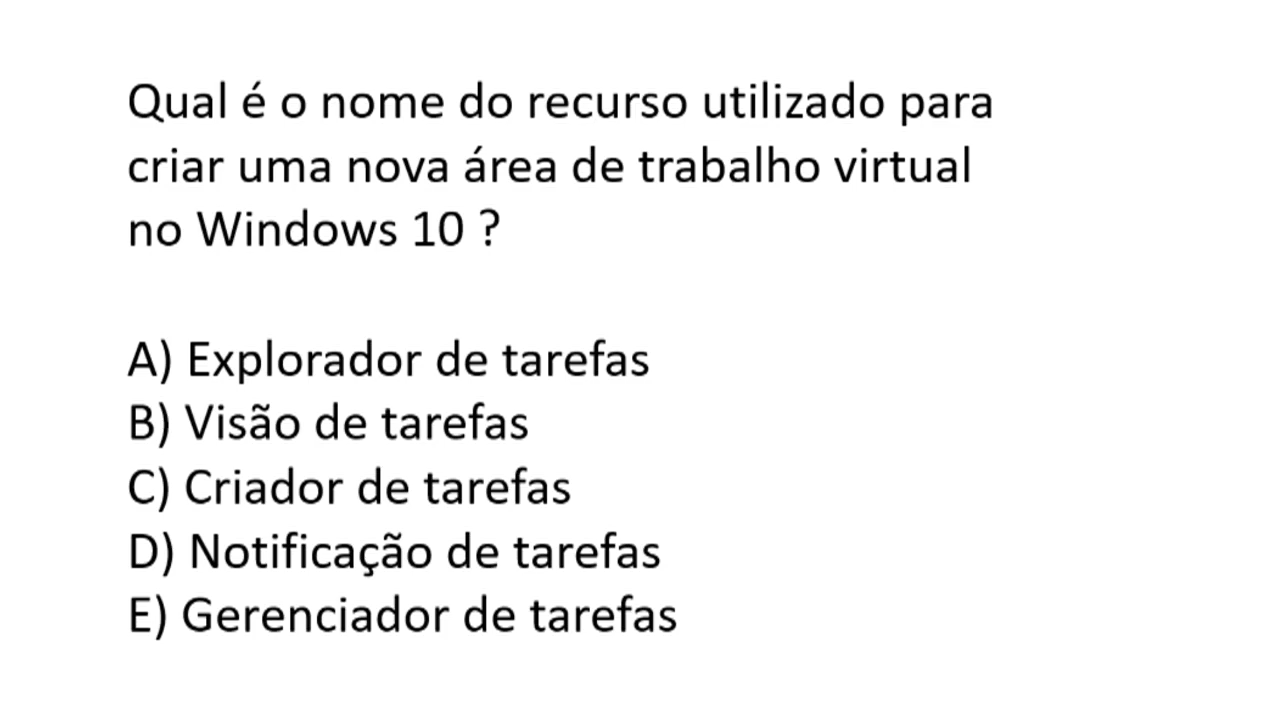 Qual é o nome do recurso utilizado para
criar uma nova área de trabalho virtual
no Windows 10 ?
A) Explorador de tarefas
B) Visão de tarefas
C) Criador de tarefas
D) Notificação de tarefas
E) Gerenciador de tarefas